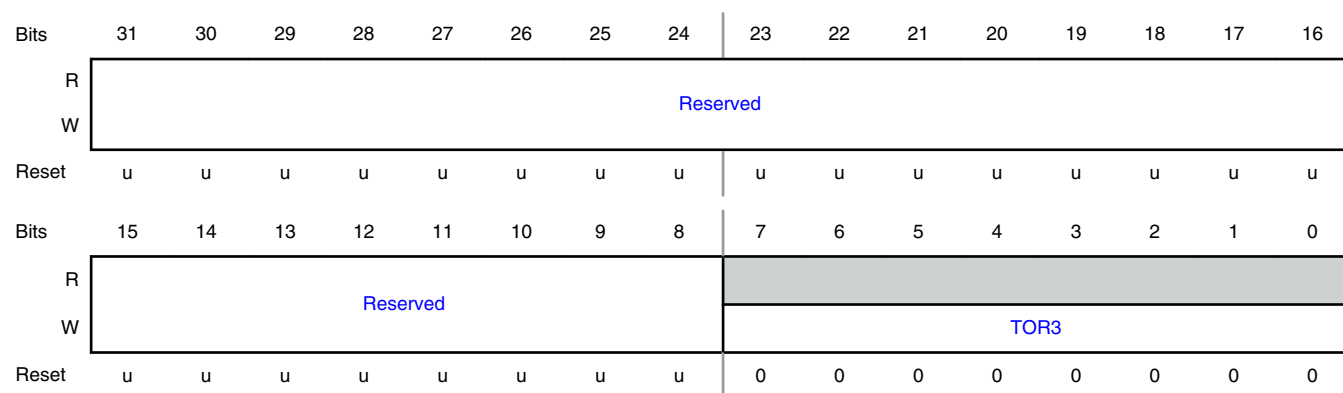 Bits 31 30 29 28 27 26 25 24 23 22 21 20 19 18 17 16
R
Reserved
W
Reset u u u u u u u u u u u u u u u u
Bits 15 14 13 12 11 10 9 8 7 6 5 4 3 2 1 0
R
Reserved
W TOR3
Reset u u u u u u u u 0 0 0 0 0 0 0 0